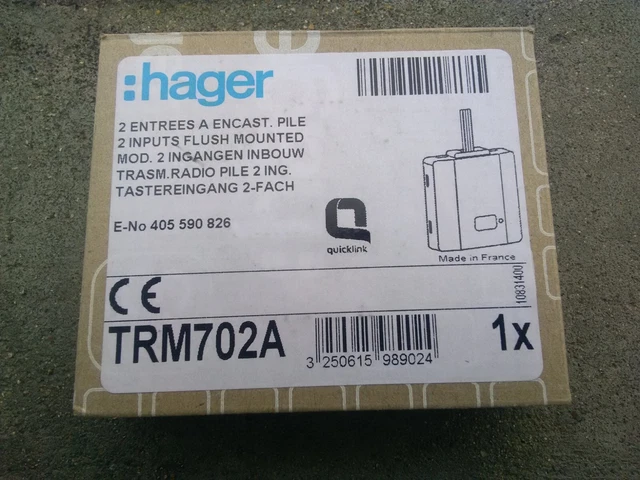 :hager
2 ENTREES A ENCAST. PILE
2 INPUTS FLUSH MOUNTED
MOD. 2 INGANGEN INBOUW
TRASM.RADIO PILE 2 ING.
TASTEREINGANG 2-FACH
E-No 405 590 826
quicklink
Made in France
10831400
CE
TRM702A
3 250615 989024
1x